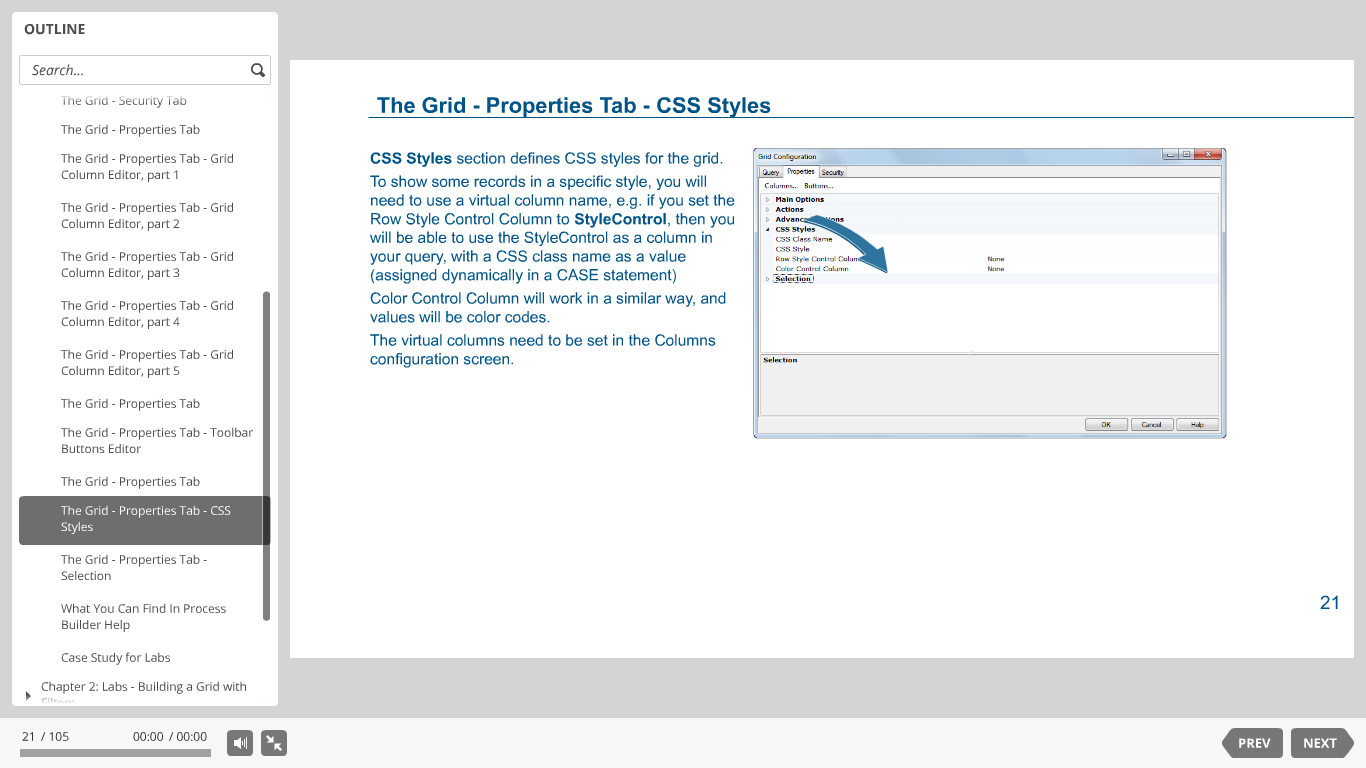 OUTLINE
Search...
The Grid - Security Tab
The Grid - Properties Tab
The Grid - Properties Tab - Grid
Column Editor, part 1
The Grid - Properties Tab - Grid
Column Editor, part 2
The Grid - Properties Tab - Grid
Column Editor, part 3
The Grid - Properties Tab - Grid
Column Editor, part 4
The Grid - Properties Tab - Grid
Column Editor, part 5
The Grid - Properties Tab
The Grid - Properties Tab - Toolbar
Buttons Editor
The Grid - Properties Tab
The Grid - Properties Tab - CSS
Styles
The Grid - Properties Tab -
Selection
What You Can Find In Process
Builder Help
Case Study for Labs
Chapter 2: Labs - Building a Grid with
Filters
The Grid - Properties Tab - CSS Styles
CSS Styles section defines CSS styles for the grid.
To show some records in a specific style, you will
need to use a virtual column name, e.g. if you set the
Row Style Control Column to StyleControl, then you
will be able to use the StyleControl as a column in
your query, with a CSS class name as a value
(assigned dynamically in a CASE statement)
Color Control Column will work in a similar way, and
values will be color codes.
The virtual columns need to be set in the Columns
configuration screen.
Grid Configuration
Query Properties Security
Columns... Buttons...
Main Options
Actions
CSS Styles
CSS Class Name
CSS Style
Row Style Control Colum None
Color Control Column None
Selection
Selection
OK Cancel Help
21
21 / 105 00:00 / 00:00
PREV NEXT